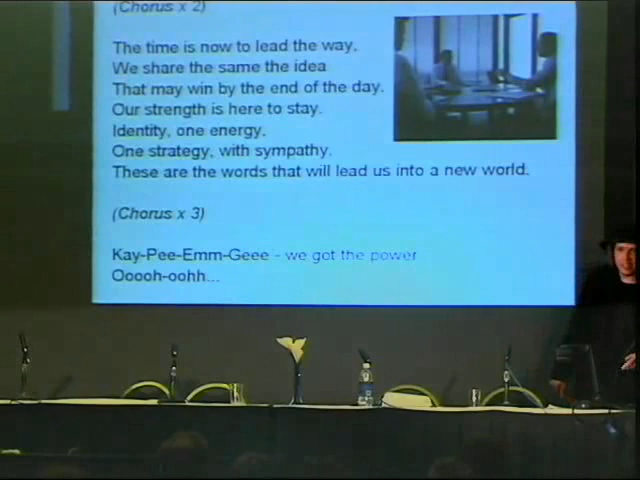 (Chorus x 2)
The time is now to lead the way.
We share the same the idea
That may win by the end of the day.
Our strength is here to stay.
Identity, one energy.
One strategy, with sympathy.
These are the words that will lead us into a new world.
(Chorus x 3)
Kay-Pee-Emm-Geee - we got the power
Ooooh-oohh...